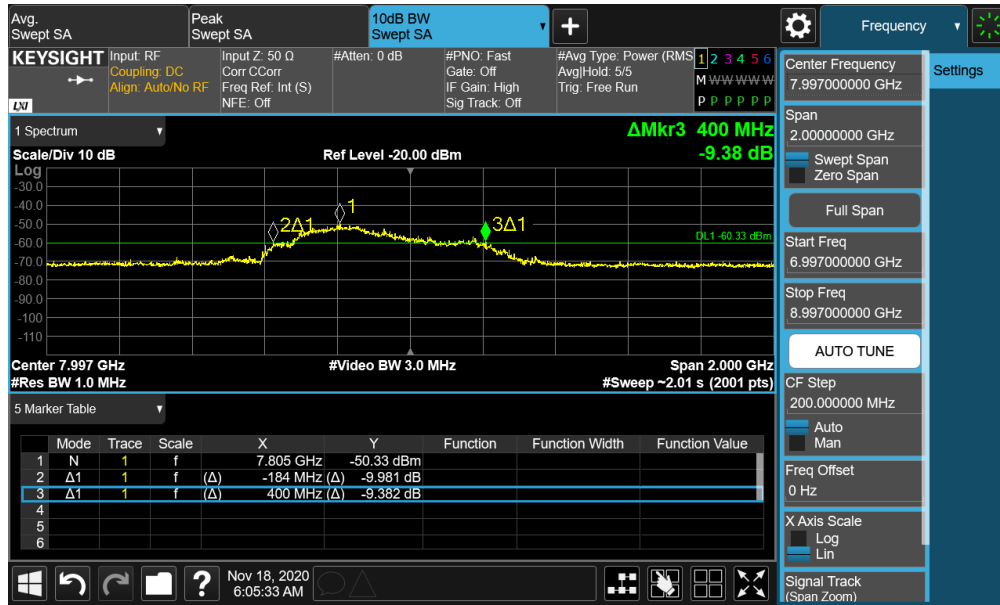 Avg.
Swept SA
Peak
Swept SA
10dB BW
Swept SA
Frequency
KEYSIGHT
LXI
Input: RF
Coupling: DC
Align: Auto/No RF
Input Z: 50 Ω
Corr CCorr
Freq Ref: Int (S)
NFE: Off
#Atten: 0 dB
#PNO: Fast
Gate: Off
IF Gain: High
Sig Track: Off
#Avg Type: Power (RMS
Avg|Hold: 5/5
Trig: Free Run
1 2 3 4 5 6
M W W W W W
P P P P P P
1 Spectrum
Scale/Div 10 dB
Ref Level -20.00 dBm
ΔMkr3 400 MHz
-9.38 dB
Log
-30.0
-40.0
-50.0
-60.0
-70.0
-80.0
-90.0
-100
-110
1
2Δ1
3Δ1
DL1 -60.33 dBm
Center 7.997 GHz
#Video BW 3.0 MHz
Span 2.000 GHz
#Res BW 1.0 MHz
#Sweep ~2.01 s (2001 pts)
5 Marker Table
Mode Trace Scale X Y Function Function Width Function Value
1 N 1 f 7.805 GHz -50.33 dBm
2 Δ1 1 f (Δ) -184 MHz (Δ) -9.981 dB
3 Δ1 1 f (Δ) 400 MHz (Δ) -9.382 dB
4
5
6
?
Nov 18, 2020
6:05:33 AM
Center Frequency
7.997000000 GHz
Span
2.00000000 GHz
Swept Span
Zero Span
Full Span
Start Freq
6.997000000 GHz
Stop Freq
8.997000000 GHz
AUTO TUNE
CF Step
200.000000 MHz
Auto
Man
Freq Offset
0 Hz
X Axis Scale
Log
Lin
Signal Track
(Span Zoom)
Settings